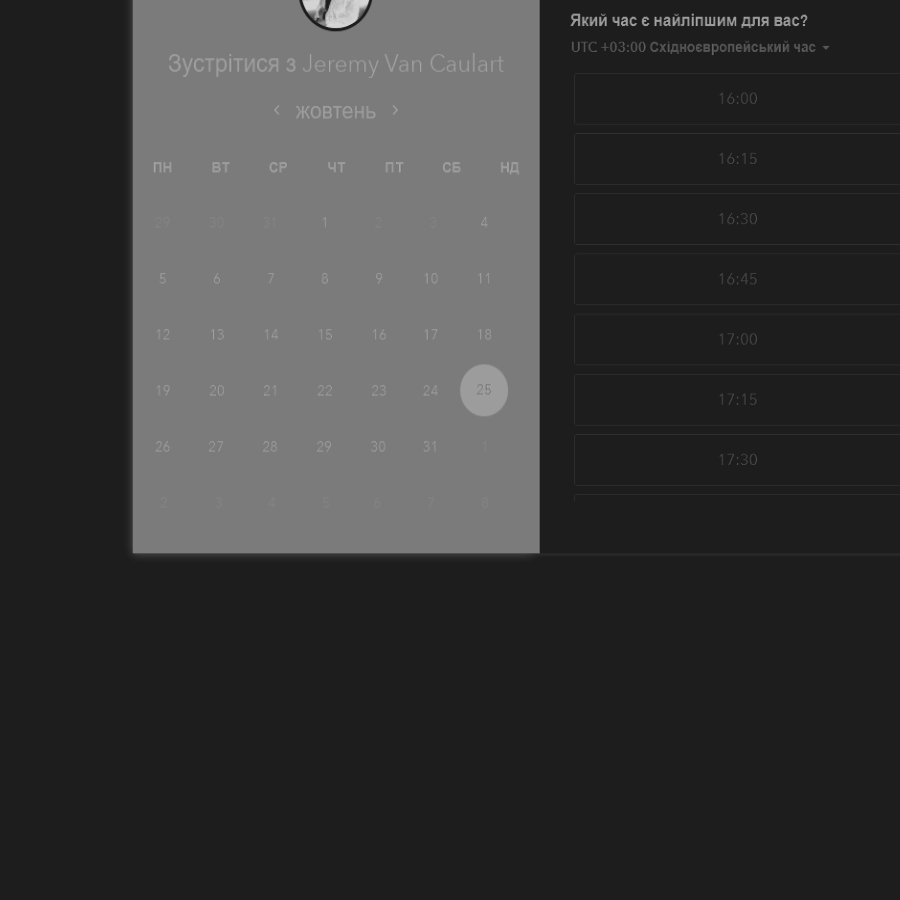 Зустрітися з Jeremy Van Caulart
< жовтень >
ПН ВТ СР ЧТ ПТ СБ НД
29 30 31 1 2 3 4
5 6 7 8 9 10 11
12 13 14 15 16 17 18
19 20 21 22 23 24 25
26 27 28 29 30 31 1
2 3 4 5 6 7 8
Який час є найліпшим для вас?
UTC +03:00 Східноєвропейський час
16:00
16:15
16:30
16:45
17:00
17:15
17:30